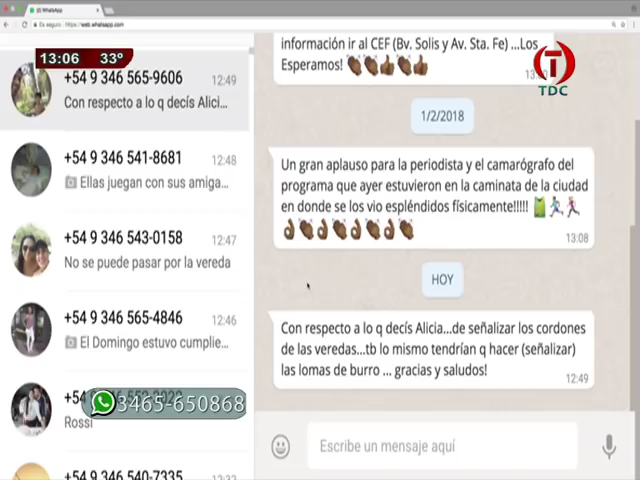 WhatsApp
Es seguro https://web.whatsapp.com
13:06 33º
+54 9 346 565-9606
12:49
Con respecto a lo q decís Alicia...
+54 9 346 541-8681
12:48
Ellas juegan con sus amiga...
+54 9 346 543-0158
12:47
No se puede pasar por la vereda
+54 9 346 565-4846
12:46
El Domingo estuvo cumplie...
3465-650868
Rossi
+54 9 346 540-7335
12:32
información ir al CEF (Bv. Solis y Av. Sta. Fe) ...Los
Esperamos!
T
TDC
1/2/2018
Un gran aplauso para la periodista y el camarógrafo del
programa que ayer estuvieron en la caminata de la ciudad
en donde se los vio espléndidos físicamente!!!!!
13:08
HOY
Con respecto a lo q decís Alicia...de señalizar los cordones
de las veredas...tb lo mismo tendrían q hacer (señalizar)
las lomas de burro ... gracias y saludos!
12:49
Escribe un mensaje aquí